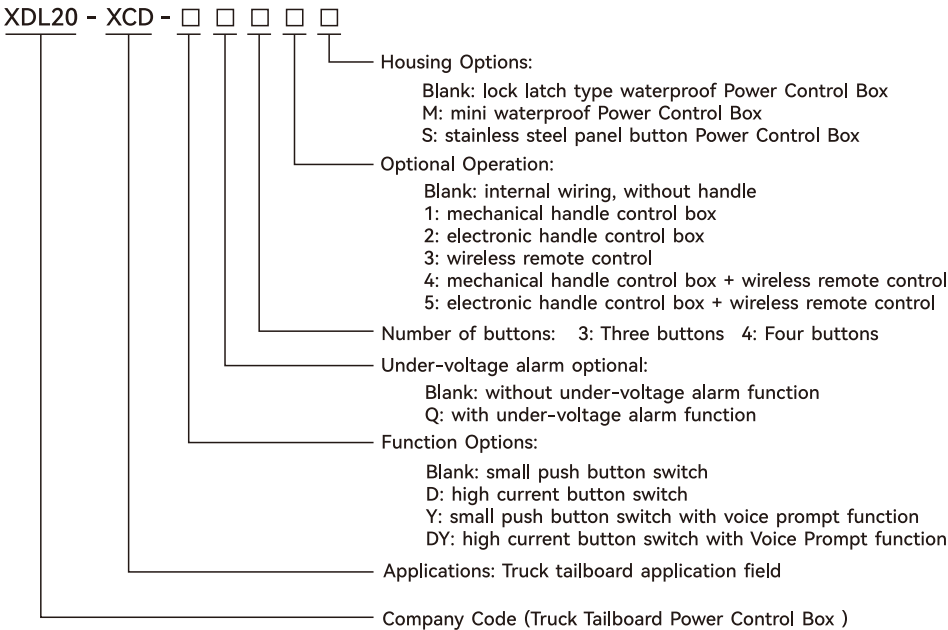 XDL20 - XCD - □ □ □ □ □
Housing Options:
Blank: lock latch type waterproof Power Control Box
M: mini waterproof Power Control Box
S: stainless steel panel button Power Control Box
Optional Operation:
Blank: internal wiring, without handle
1: mechanical handle control box
2: electronic handle control box
3: wireless remote control
4: mechanical handle control box + wireless remote control
5: electronic handle control box + wireless remote control
Number of buttons: 3: Three buttons 4: Four buttons
Under-voltage alarm optional:
Blank: without under-voltage alarm function
Q: with under-voltage alarm function
Function Options:
Blank: small push button switch
D: high current button switch
Y: small push button switch with voice prompt function
DY: high current button switch with Voice Prompt function
Applications: Truck tailboard application field
Company Code (Truck Tailboard Power Control Box )